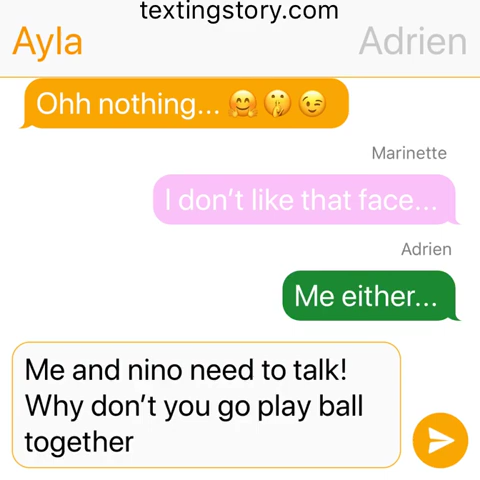 textingstory.com
Ayla
Adrien
Ohh nothing... 🤗 🤫 😉
Marinette
I don't like that face...
Adrien
Me either...
Me and nino need to talk!
Why don't you go play ball
together